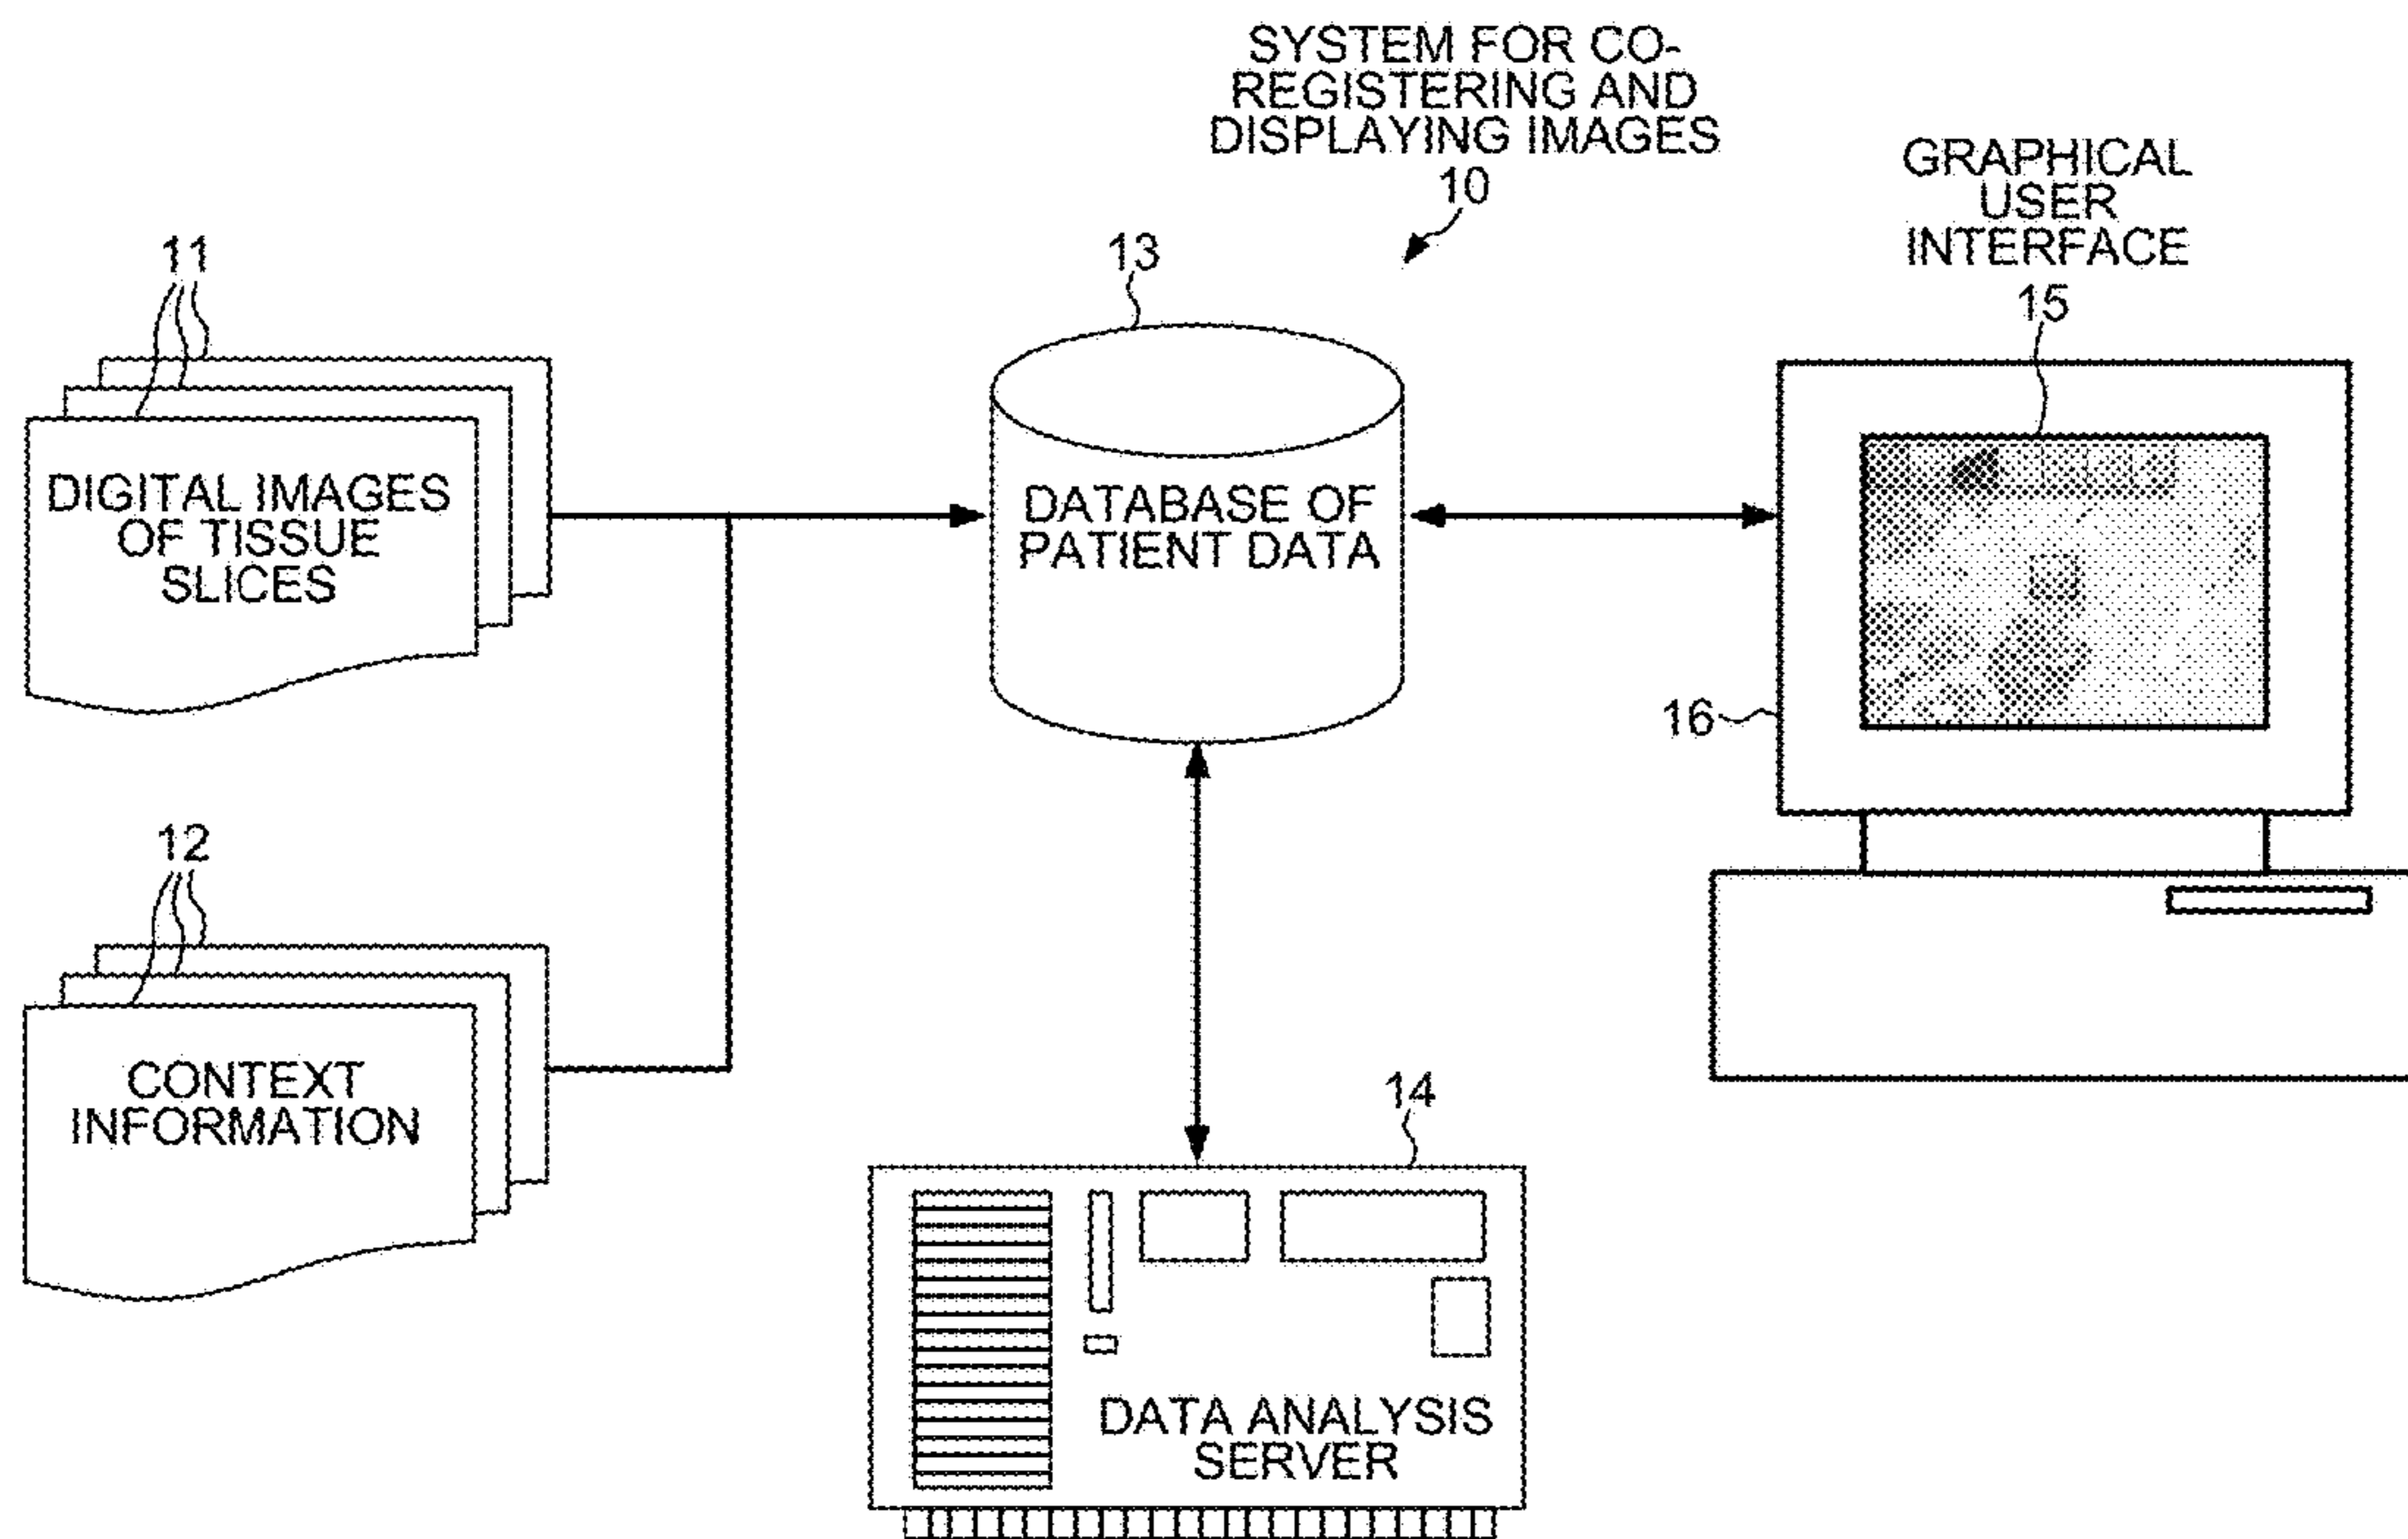 SYSTEM FOR CO-
REGISTERING AND
DISPLAYING IMAGES
10
GRAPHICAL
USER
INTERFACE
15
11
DIGITAL IMAGES
OF TISSUE
SLICES
13
DATABASE OF
PATIENT DATA
16
12
CONTEXT
INFORMATION
14
DATA ANALYSIS
SERVER